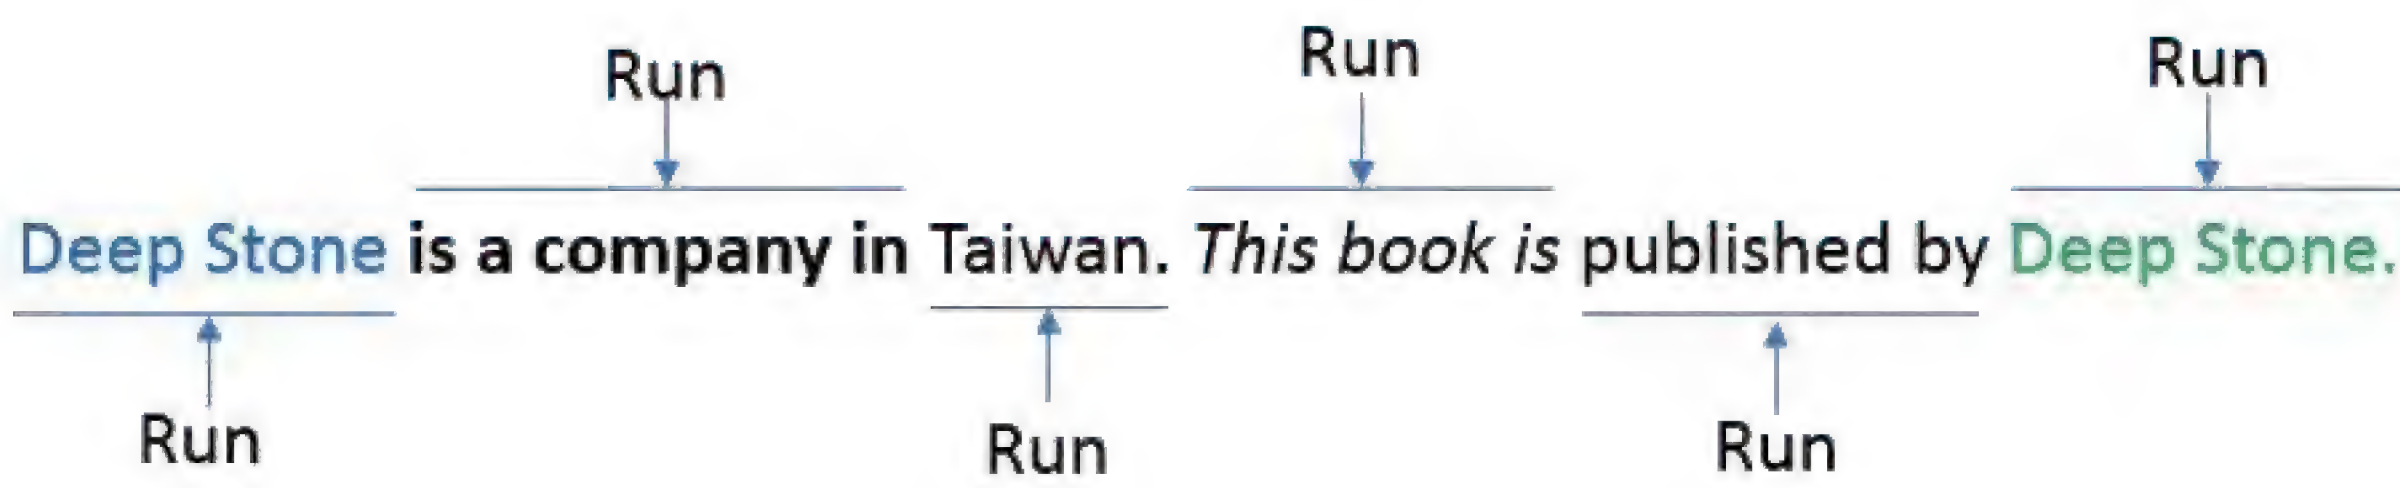 Run Run Run
Deep Stone is a company in Taiwan. This book is published by Deep Stone.
Run Run Run